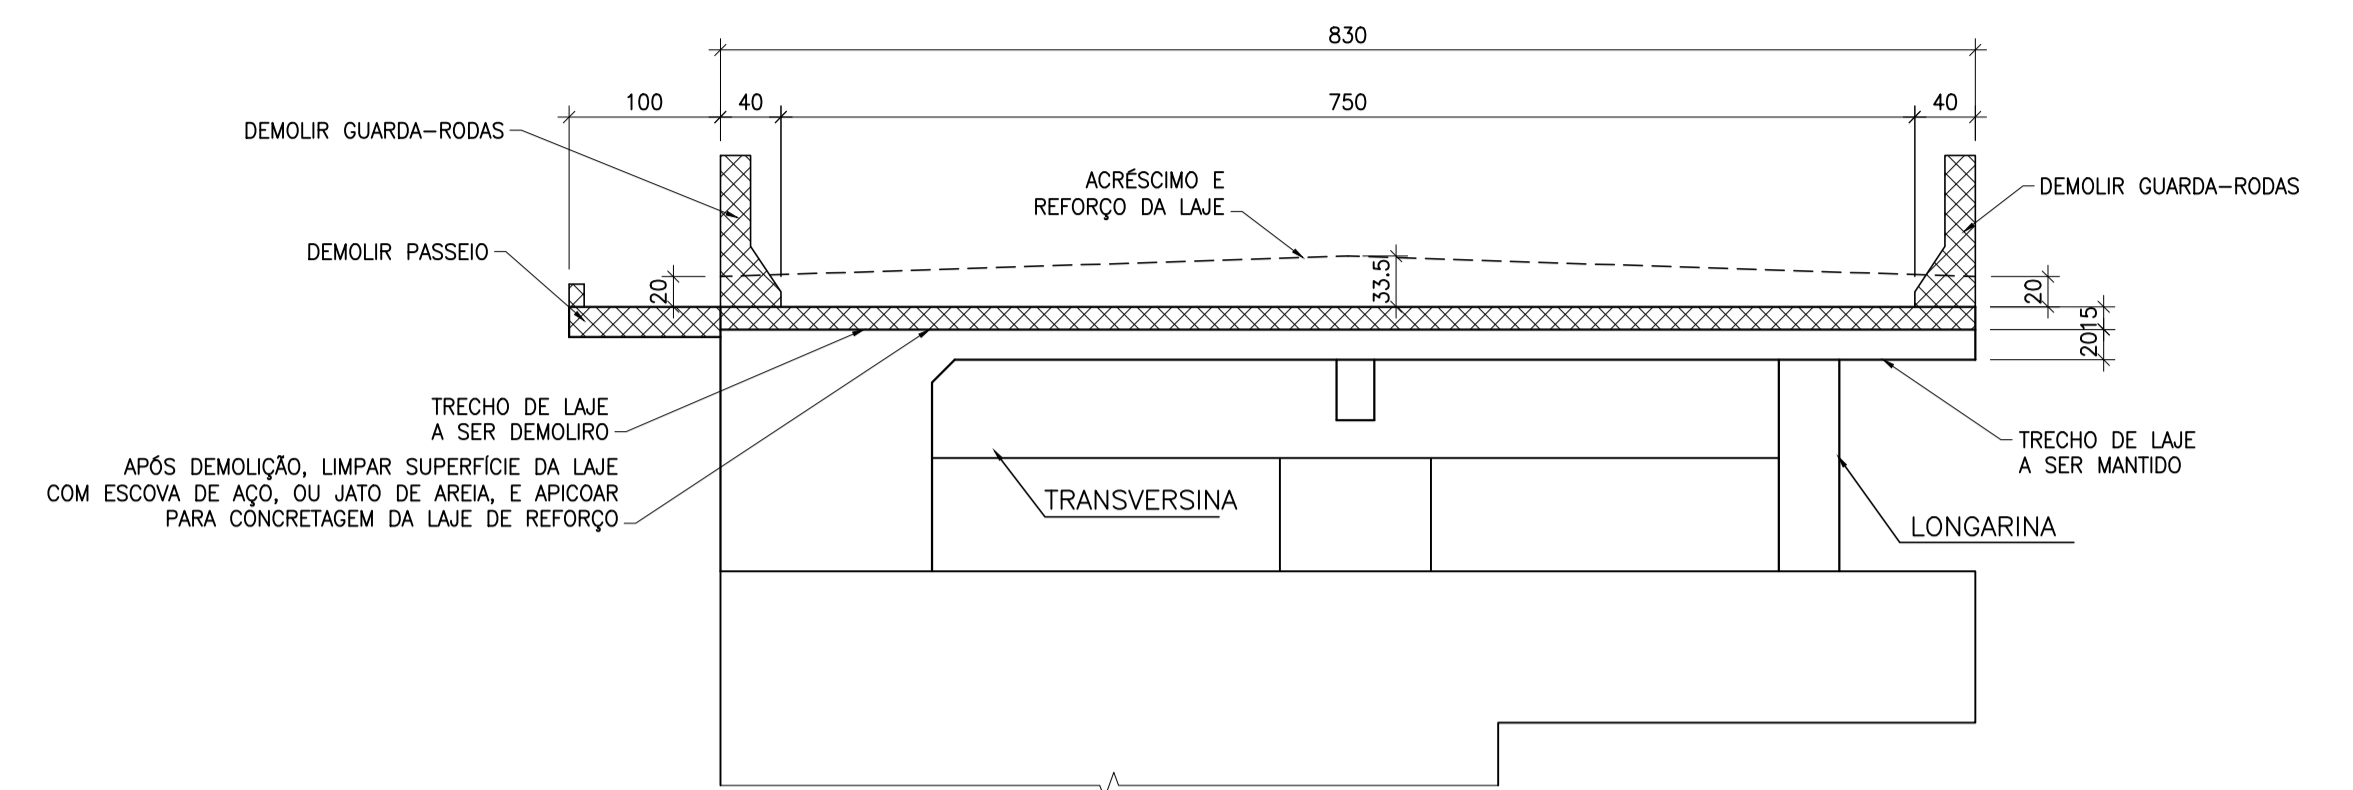 830
100
40
750
40
DEMOLIR GUARDA-RODAS
ACRÉSCIMO E
REFORÇO DA LAJE
DEMOLIR GUARDA-RODAS
DEMOLIR PASSEIO
20
33.5
20
15
20
TRECHO DE LAJE
A SER DEMOLIRO
APÓS DEMOLIÇÃO, LIMPAR SUPERFÍCIE DA LAJE
COM ESCOVA DE AÇO, OU JATO DE AREIA, E APICOAR
PARA CONCRETAGEM DA LAJE DE REFORÇO
TRECHO DE LAJE
A SER MANTIDO
TRANSVERSINA
LONGARINA